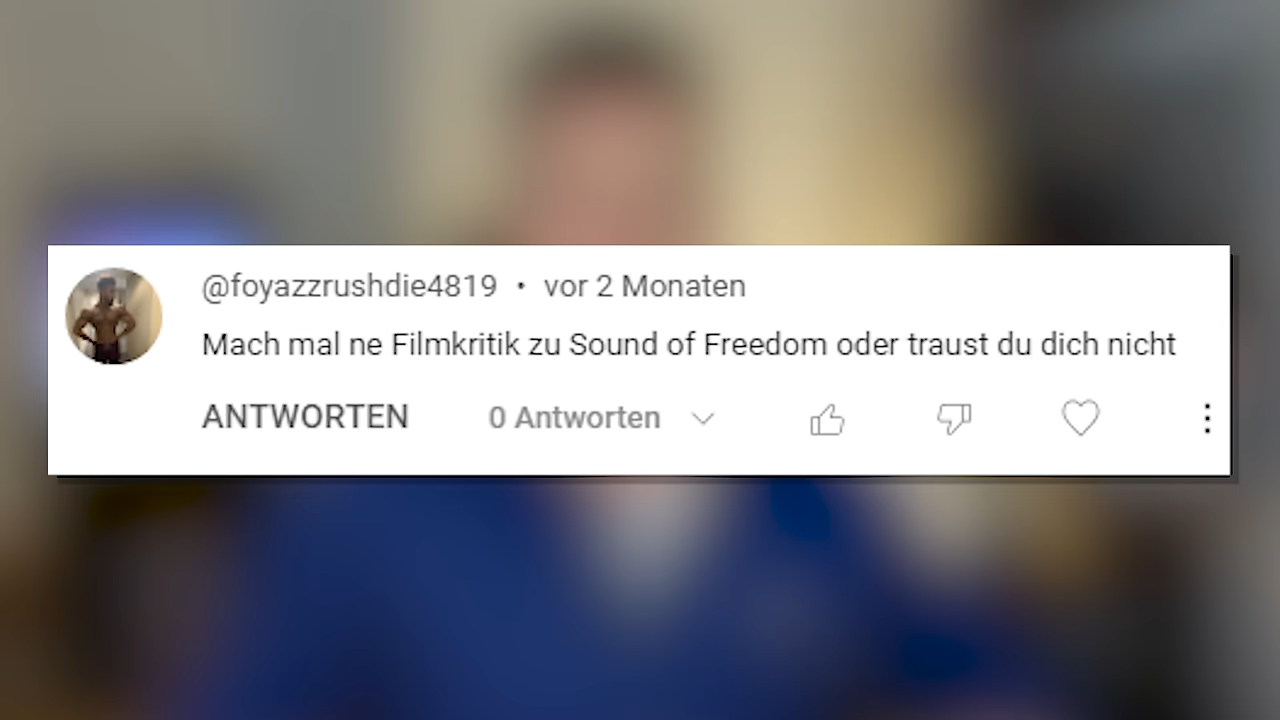 @foyazzrushdie4819 • vor 2 Monaten
Mach mal ne Filmkritik zu Sound of Freedom oder traust du dich nicht
ANTWORTEN 0 Antworten